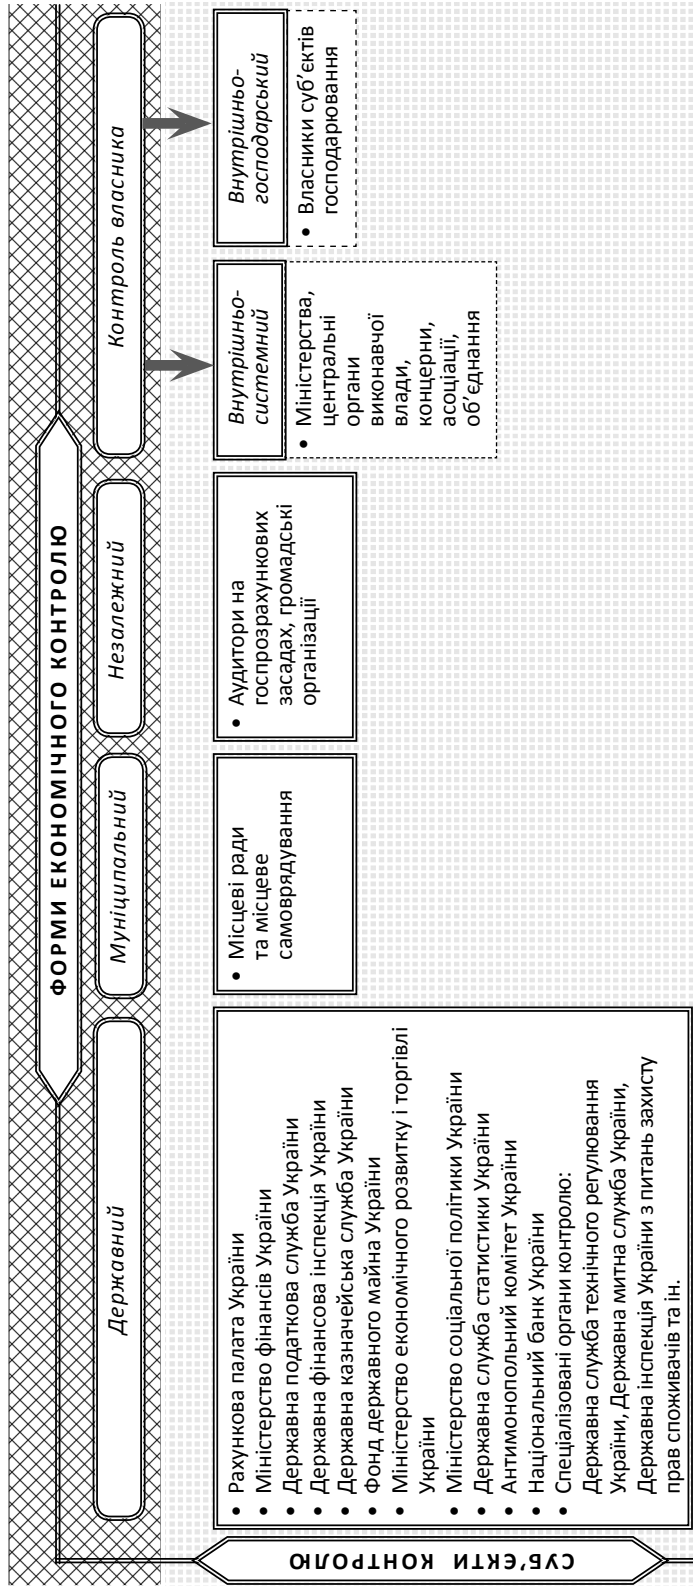 ФОРМИ ЕКОНОМІЧНОГО КОНТРОЛЮ
Державний
Муніципальний
Незалежний
Контроль власника
СУБ’ЄКТИ КОНТРОЛЮ
• Рахункова палата України
• Міністерство фінансів України
• Державна податкова служба України
• Державна фінансова інспекція України
• Державна казначейська служба України
• Фонд державного майна України
• Міністерство економічного розвитку і торгівлі
України
• Міністерство соціальної політики України
• Державна служба статистики України
• Антимонопольний комітет України
• Національний банк України
• Спеціалізовані органи контролю:
Державна служба технічного регулювання
України, Державна митна служба України,
Державна інспекція України з питань захисту
прав споживачів та ін.
• Місцеві ради
та місцеве
самоврядування
• Аудитори на
госпрозрахункових
засадах, громадські
організації
Внутрішньо-
системний
• Міністерства,
центральні
органи
виконавчої
влади,
концерни,
асоціації,
об’єднання
Внутрішньо-
господарський
• Власники суб’єктів
господарювання